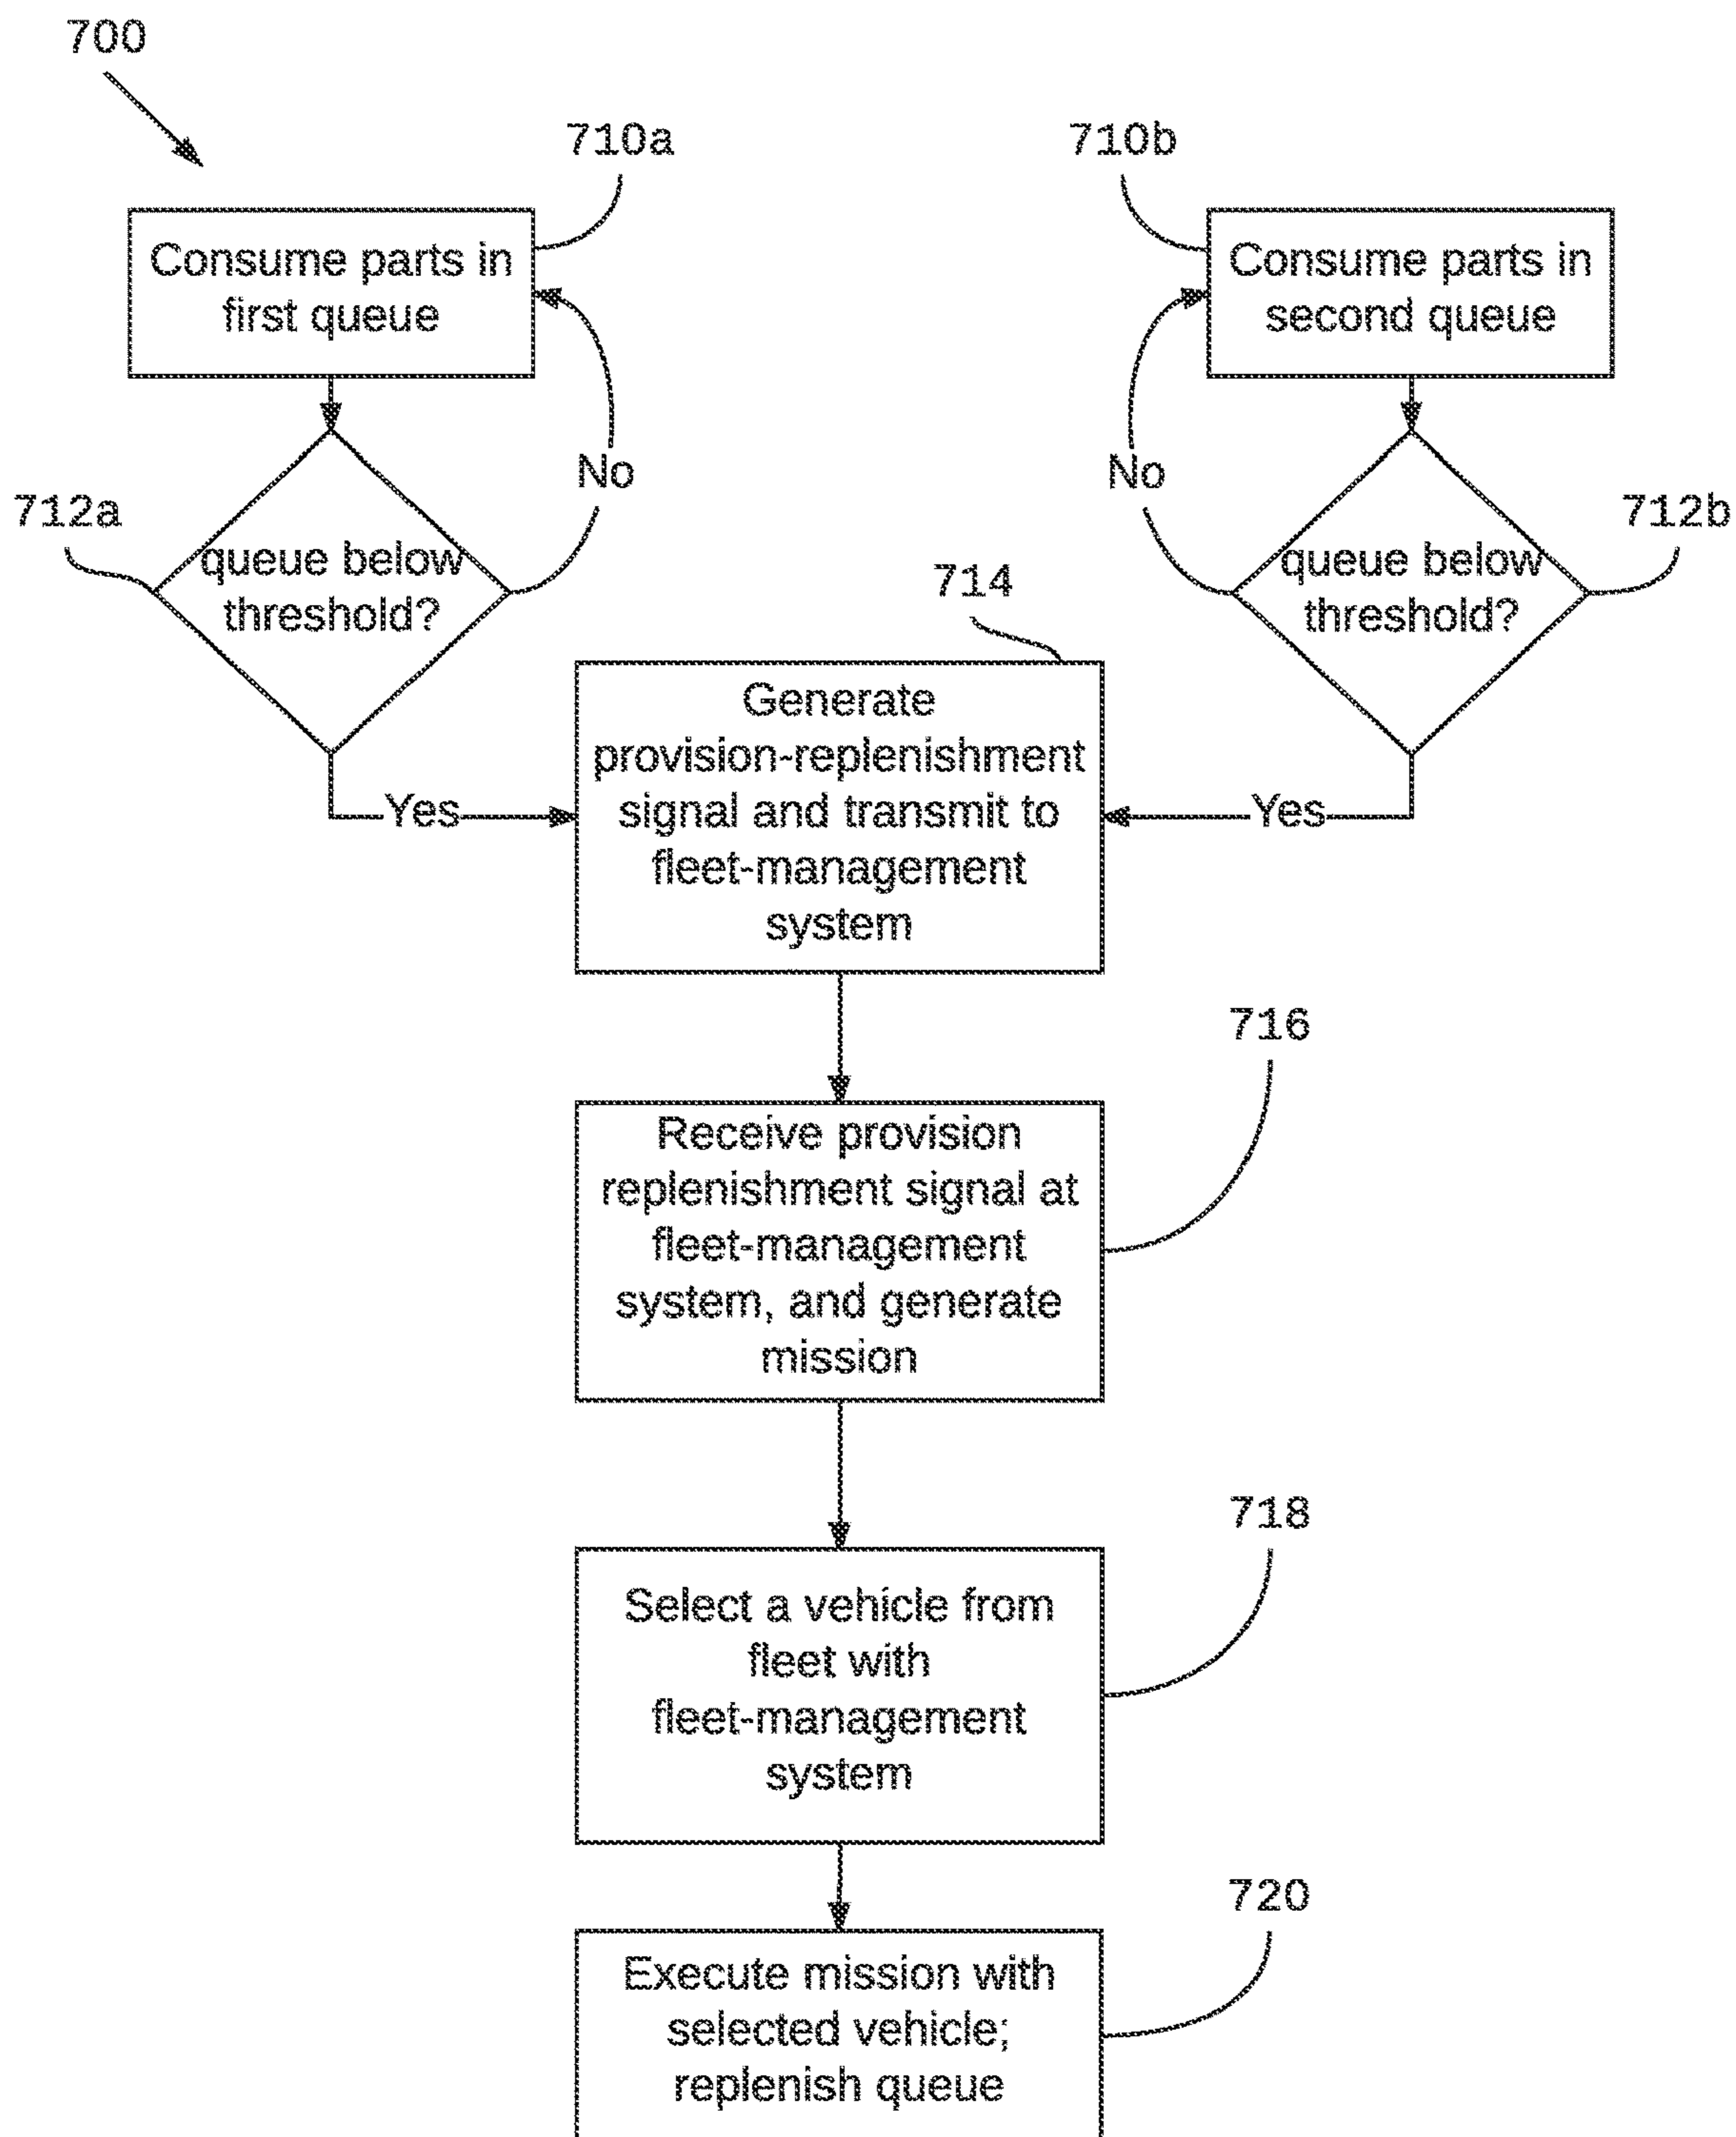 700
710a
710b
Consume parts in
first queue
Consume parts in
second queue
No
No
712a
712b
queue below
threshold?
queue below
threshold?
714
Generate
provision-replenishment
signal and transmit to
fleet-management
system
Yes
Yes
716
Receive provision
replenishment signal at
fleet-management
system, and generate
mission
718
Select a vehicle from
fleet with
fleet-management
system
720
Execute mission with
selected vehicle;
replenish queue